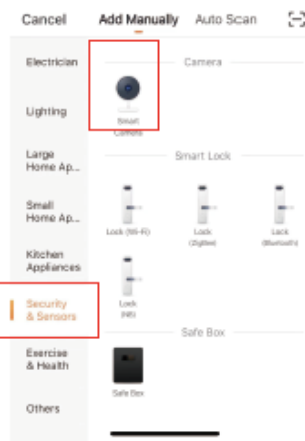 Cancel Add Manually Auto Scan
Electrician
Lighting
Large
Home Ap...
Small
Home Ap...
Kitchen
Appliances
Security
& Sensors
Exercise
& Health
Others
Camera
Smart
Camera
Smart Lock
Lock (Wi-Fi)
Lock
(Zigbee)
Lock
(Bluetooth)
Lock
(NB)
Safe Box
Safe Box